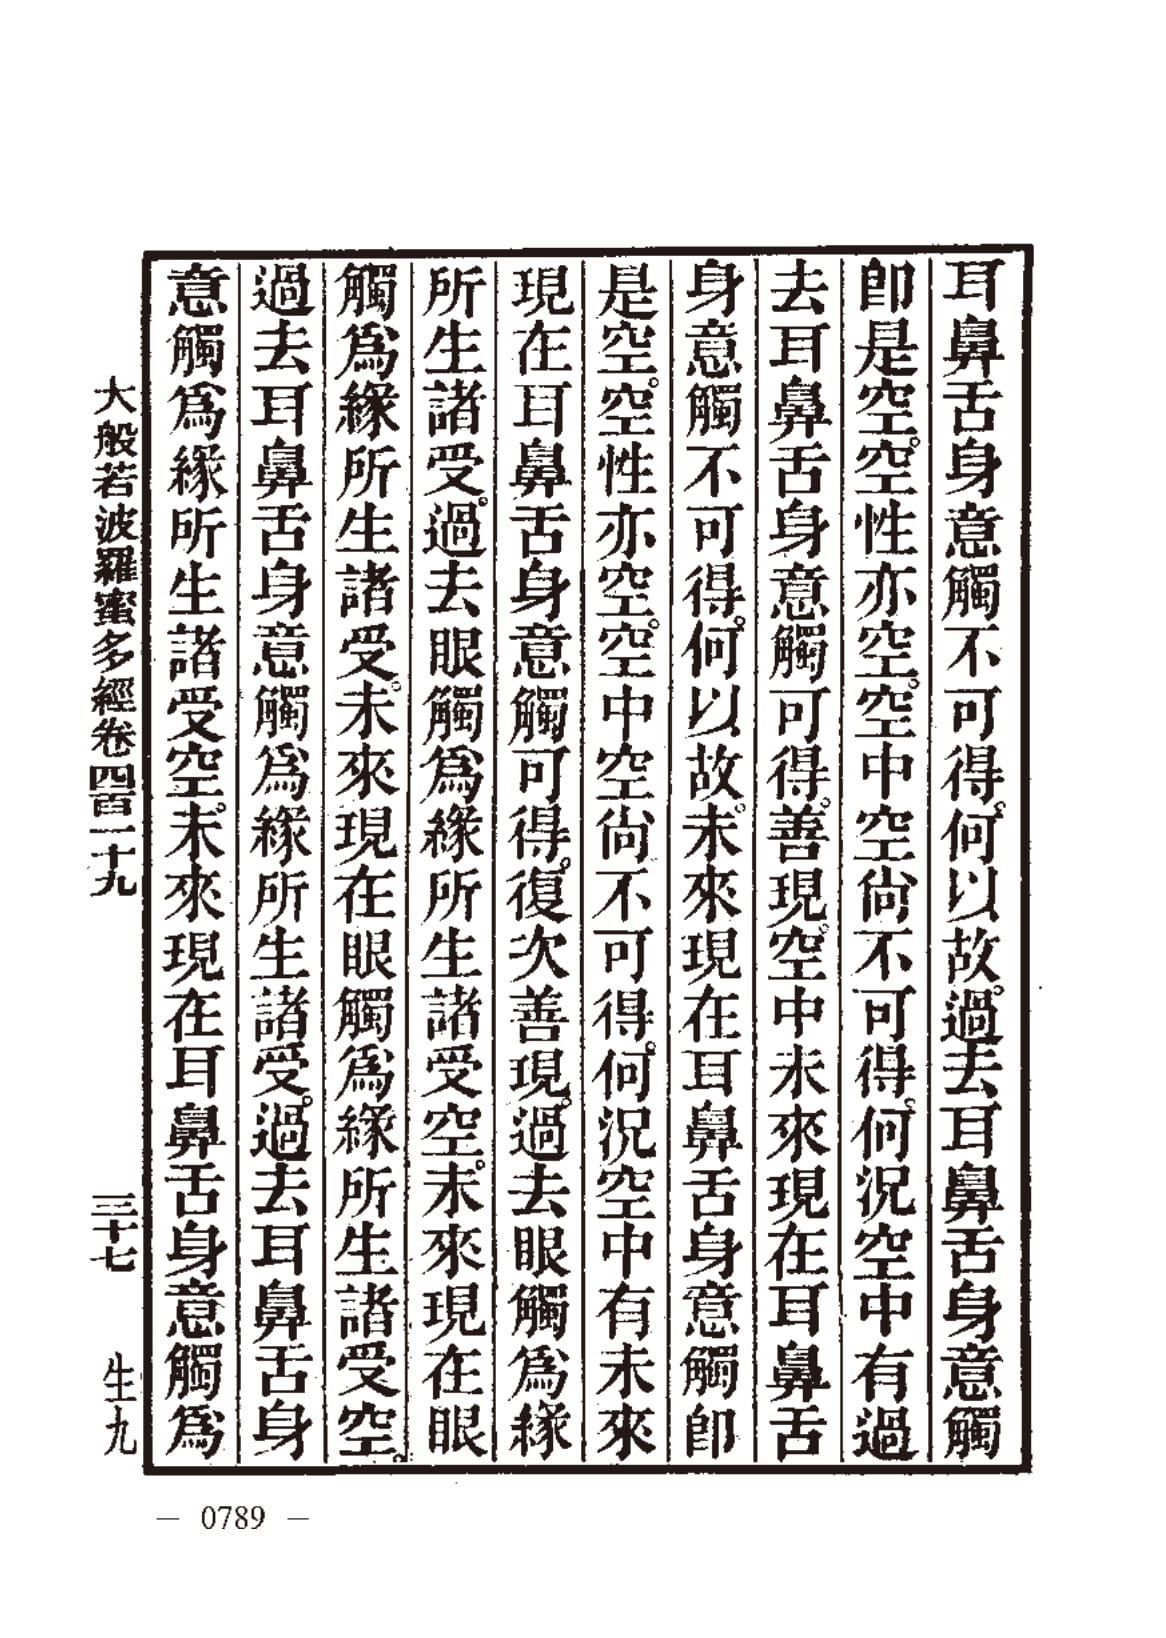 耳鼻舌身意觸不可得。何以故。過去耳鼻舌身意觸
卽是空。空性亦空。空中空尙不可得。何況空中有過
去耳鼻舌身意觸可得。善現。空中未來現在耳鼻舌
身意觸不可得。何以故。未來現在耳鼻舌身意觸卽
是空。空性亦空。空中空尙不可得。何況空中有未來
現在耳鼻舌身意觸可得。復次善現。過去眼觸爲緣
所生諸受。過去眼觸爲緣所生諸受空。未來現在眼
觸爲緣所生諸受。未來現在眼觸爲緣所生諸受空。
過去耳鼻舌身意觸爲緣所生諸受。過去耳鼻舌身
意觸爲緣所生諸受空。未來現在耳鼻舌身意觸爲
大般若波羅蜜多經卷四百一十九 三十七 生九
— 0789 —